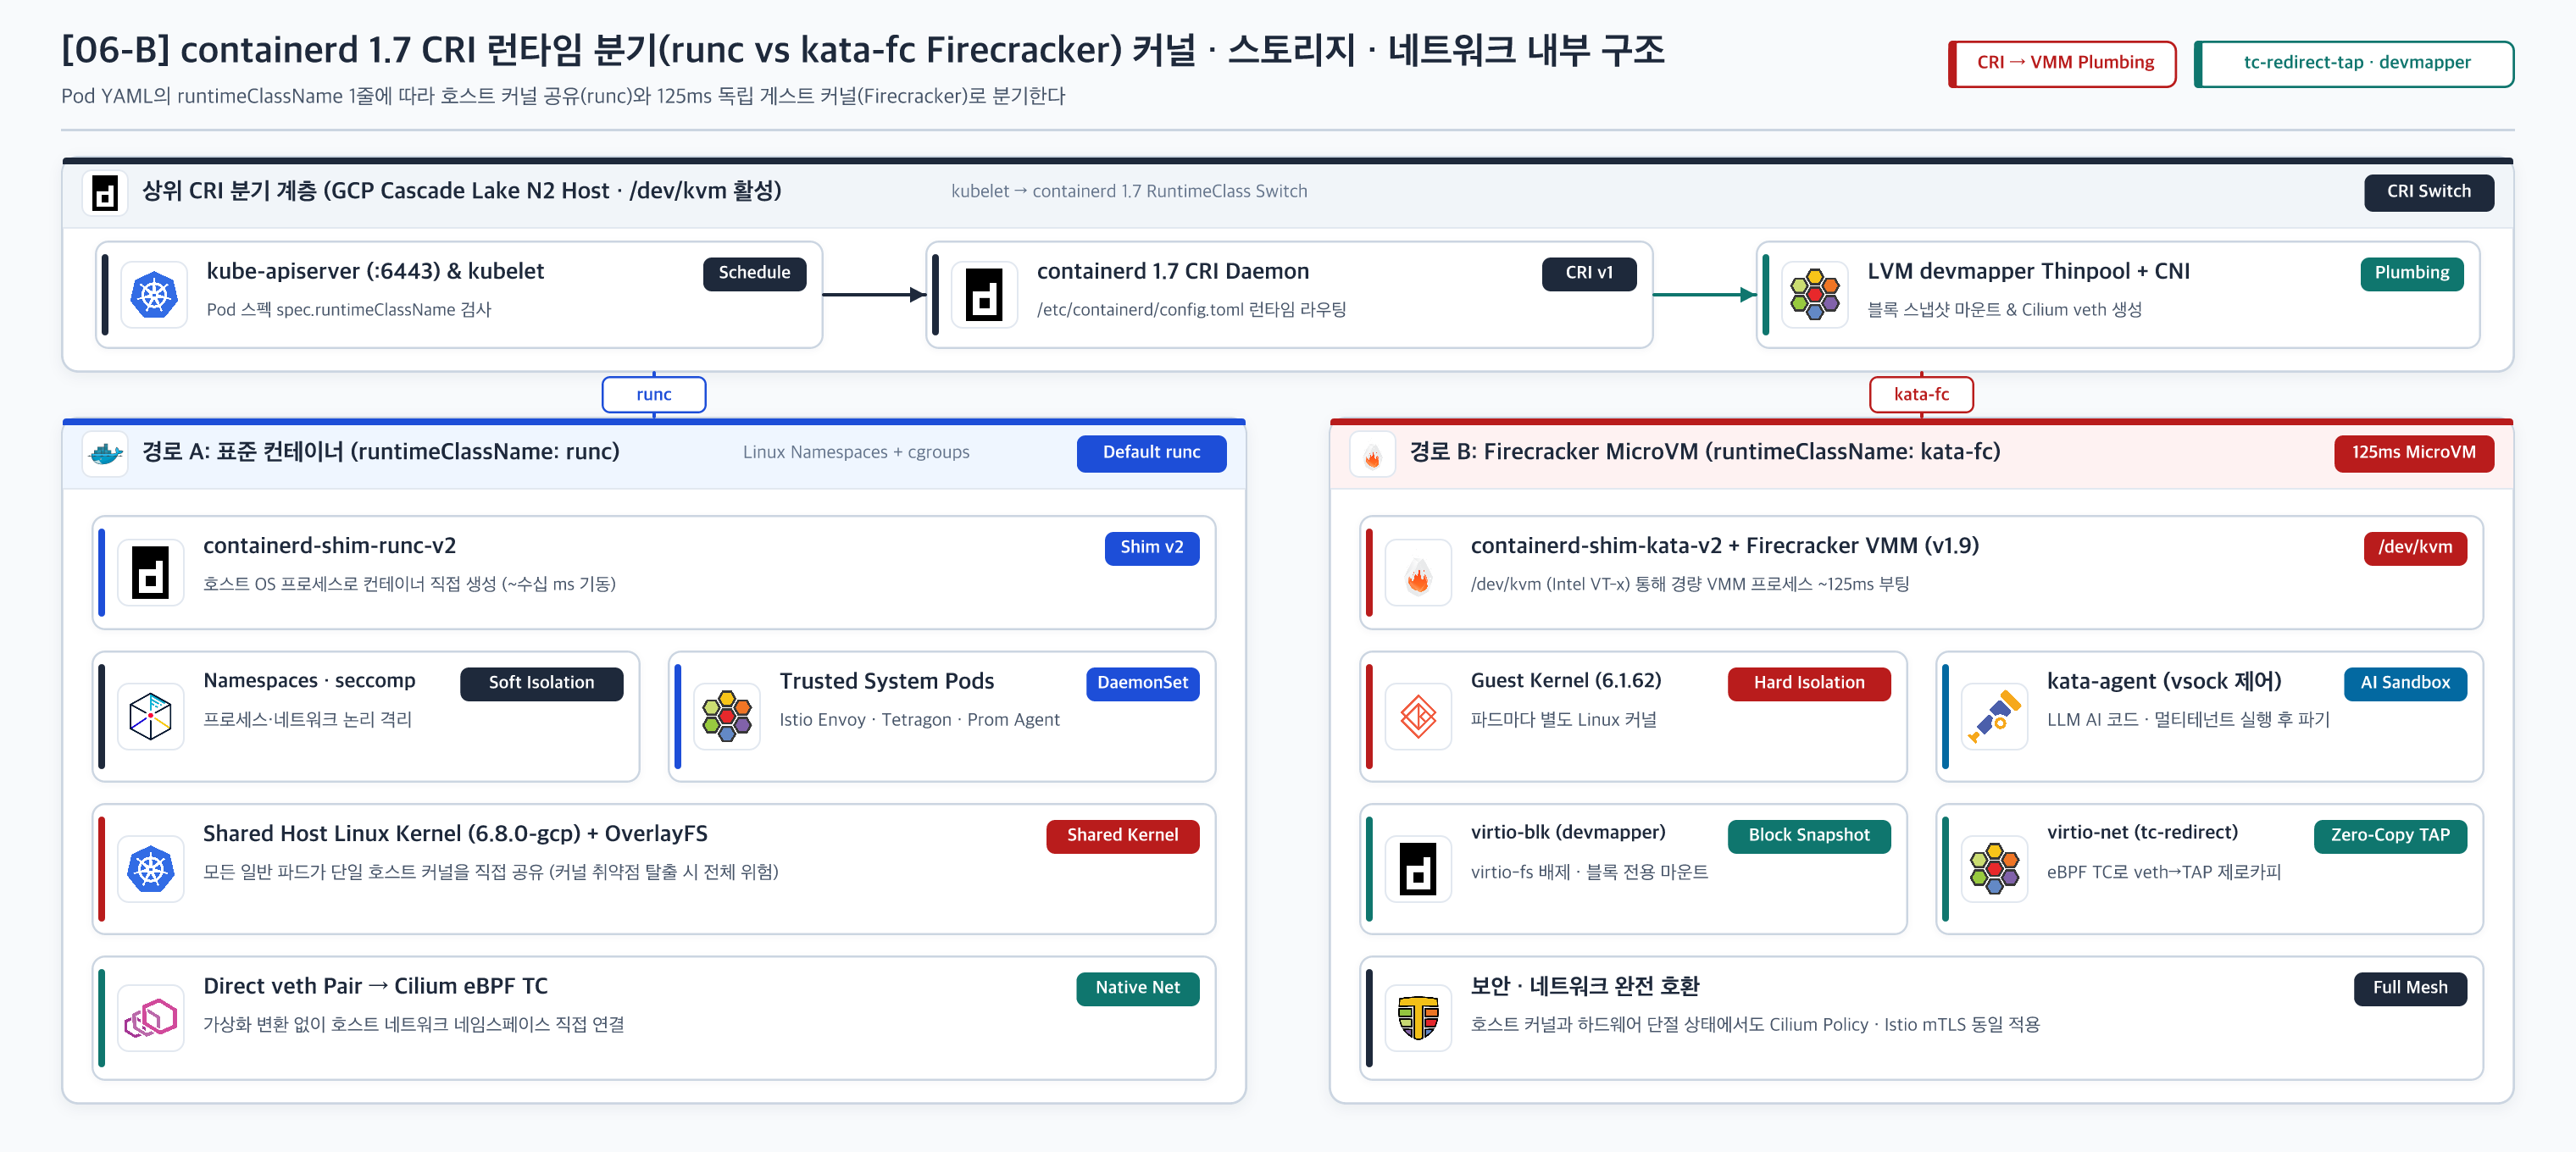 [06-B] containerd 1.7 CRI 런타임 분기(runc vs kata-fc Firecracker) 커널 · 스토리지 · 네트워크 내부 구조
Pod YAML의 runtimeClassName 1줄에 따라 호스트 커널 공유(runc)와 125ms 독립 게스트 커널(Firecracker)로 분기한다
CRI → VMM Plumbing
tc-redirect-tap · devmapper
상위 CRI 분기 계층 (GCP Cascade Lake N2 Host · /dev/kvm 활성)
kubelet → containerd 1.7 RuntimeClass Switch
CRI Switch
kube-apiserver (:6443) & kubelet
Schedule
Pod 스펙 spec.runtimeClassName 검사
containerd 1.7 CRI Daemon
CRI v1
/etc/containerd/config.toml 런타임 라우팅
LVM devmapper Thinpool + CNI
Plumbing
블록 스냅샷 마운트 & Cilium veth 생성
runc
kata-fc
경로 A: 표준 컨테이너 (runtimeClassName: runc)
Linux Namespaces + cgroups
Default runc
containerd-shim-runc-v2
Shim v2
호스트 OS 프로세스로 컨테이너 직접 생성 (~수십 ms 기동)
Namespaces · seccomp
Soft Isolation
프로세스·네트워크 논리 격리
Trusted System Pods
DaemonSet
Istio Envoy · Tetragon · Prom Agent
Shared Host Linux Kernel (6.8.0-gcp) + OverlayFS
Shared Kernel
모든 일반 파드가 단일 호스트 커널을 직접 공유 (커널 취약점 탈출 시 전체 위험)
Direct veth Pair → Cilium eBPF TC
Native Net
가상화 변환 없이 호스트 네트워크 네임스페이스 직접 연결
경로 B: Firecracker MicroVM (runtimeClassName: kata-fc)
125ms MicroVM
containerd-shim-kata-v2 + Firecracker VMM (v1.9)
/dev/kvm
/dev/kvm (Intel VT-x) 통해 경량 VMM 프로세스 ~125ms 부팅
Guest Kernel (6.1.62)
Hard Isolation
파드마다 별도 Linux 커널
kata-agent (vsock 제어)
AI Sandbox
LLM AI 코드 · 멀티테넌트 실행 후 파기
virtio-blk (devmapper)
Block Snapshot
virtio-fs 배제 · 블록 전용 마운트
virtio-net (tc-redirect)
Zero-Copy TAP
eBPF TC로 veth→TAP 제로카피
보안 · 네트워크 완전 호환
Full Mesh
호스트 커널과 하드웨어 단절 상태에서도 Cilium Policy · Istio mTLS 동일 적용